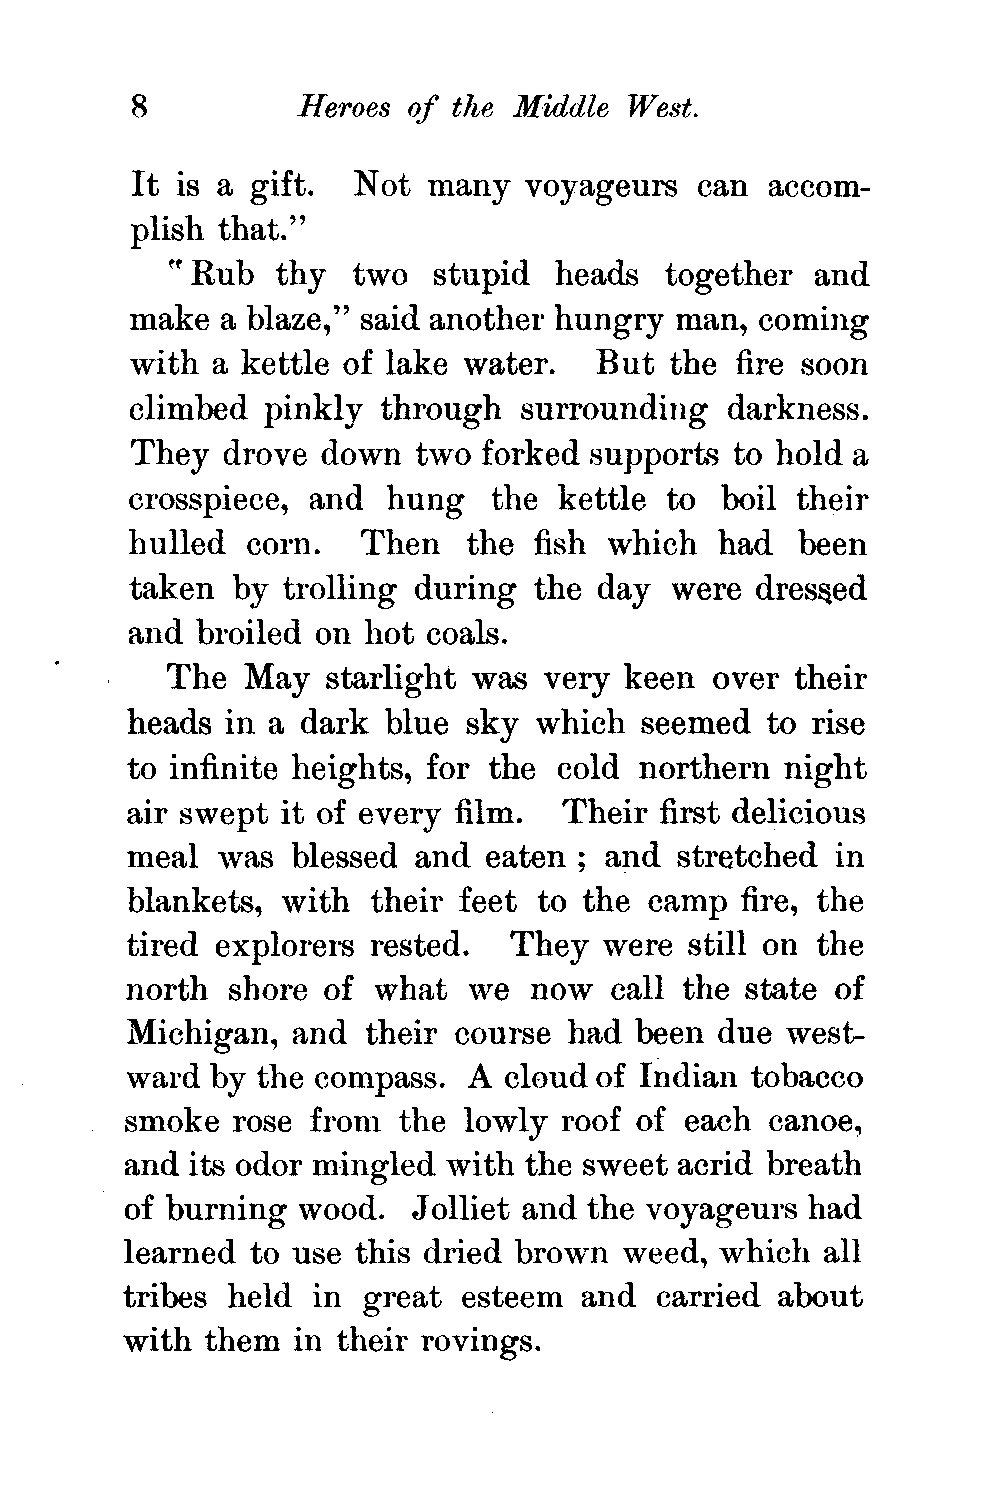 8 Heroes of the Middle West.
It is a gift. Not many voyageurs can accom-
plish that."
"Rub thy two stupid heads together and
make a blaze," said another hungry man, coming
with a kettle of lake water. But the fire soon
climbed pinkly through surrounding darkness.
They drove down two forked supports to hold a
crosspiece, and hung the kettle to boil their
hulled corn. Then the fish which had been
taken by trolling during the day were dressed
and broiled on hot coals.
The May starlight was very keen over their
heads in a dark blue sky which seemed to rise
to infinite heights, for the cold northern night
air swept it of every film. Their first delicious
meal was blessed and eaten ; and stretched in
blankets, with their feet to the camp fire, the
tired explorers rested. They were still on the
north shore of what we now call the state of
Michigan, and their course had been due west-
ward by the compass. A cloud of Indian tobacco
smoke rose from the lowly roof of each canoe,
and its odor mingled with the sweet acrid breath
of burning wood. Jolliet and the voyageurs had
learned to use this dried brown weed, which all
tribes held in great esteem and carried about
with them in their rovings.